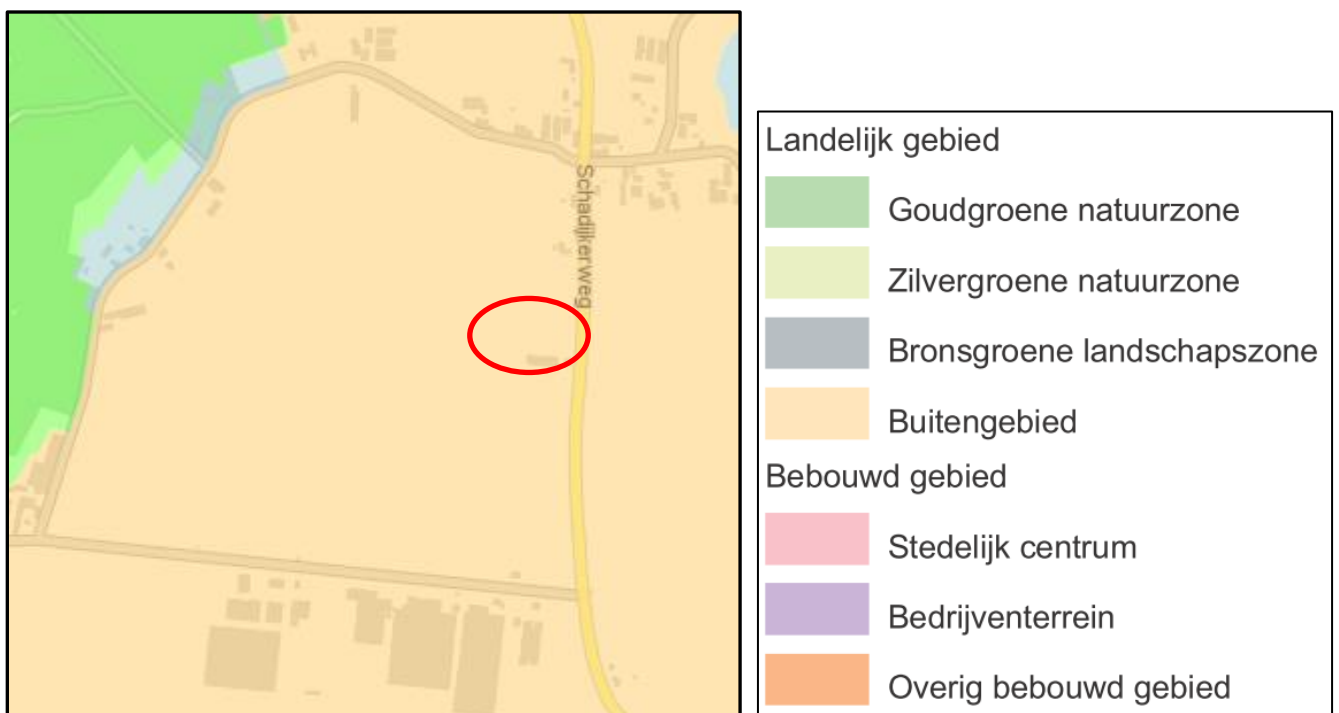 Schadijkerweg
Landelijk gebied
Goudgroene natuurzone
Zilvergroene natuurzone
Bronsgroene landschapszone
Buitengebied
Bebouwd gebied
Stedelijk centrum
Bedrijventerrein
Overig bebouwd gebied